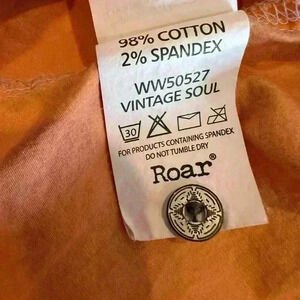 98% COTTON
2% SPANDEX
WW50527
VINTAGE SOUL
30
FOR PRODUCTS CONTAINING SPANDEX
DO NOT TUMBLE DRY
Roar®